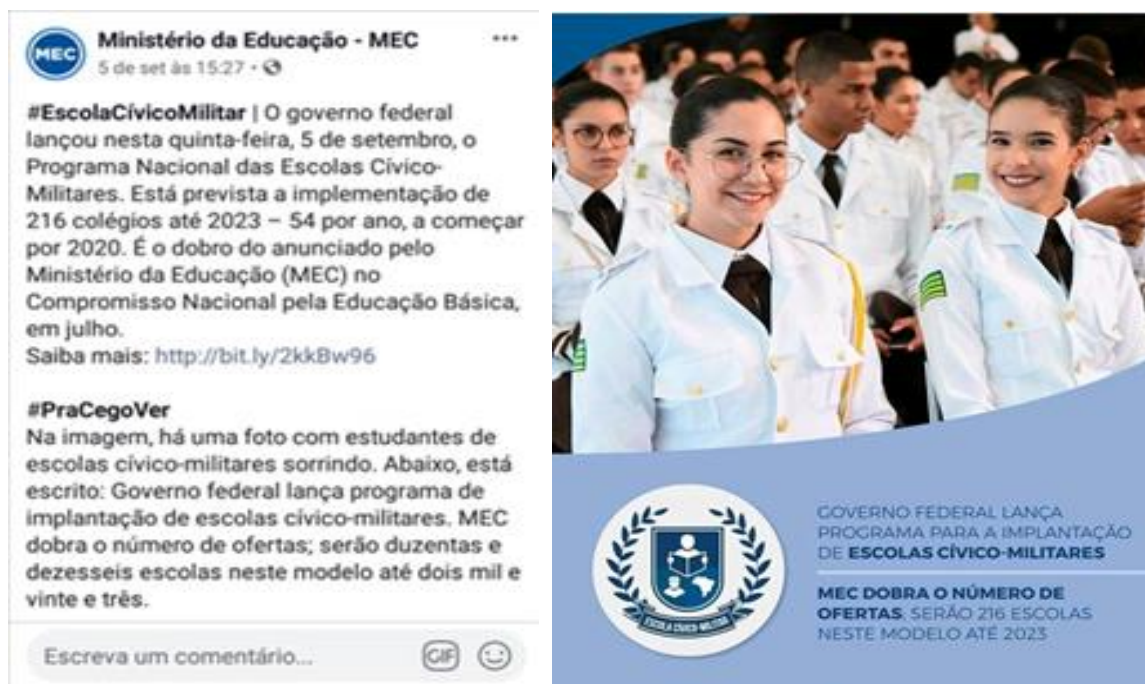 MEC
Ministério da Educação - MEC
5 de set às 15:27 •
#EscolaCívicoMilitar | O governo federal
lançou nesta quinta-feira, 5 de setembro, o
Programa Nacional das Escolas Cívico-
Militares. Está prevista a implementação de
216 colégios até 2023 – 54 por ano, a começar
por 2020. É o dobro do anunciado pelo
Ministério da Educação (MEC) no
Compromisso Nacional pela Educação Básica,
em julho.
Saiba mais: http://bit.ly/2kkBw96
#PraCegoVer
Na imagem, há uma foto com estudantes de
escolas cívico-militares sorrindo. Abaixo, está
escrito: Governo federal lança programa de
implantação de escolas cívico-militares. MEC
dobra o número de ofertas; serão duzentas e
dezesseis escolas neste modelo até dois mil e
vinte e três.
Escreva um comentário...
GIF
ESCOLA CÍVICO-MILITAR
GOVERNO FEDERAL LANÇA
PROGRAMA PARA A IMPLANTAÇÃO
DE ESCOLAS CÍVICO-MILITARES
MEC DOBRA O NÚMERO DE
OFERTAS; SERÃO 216 ESCOLAS
NESTE MODELO ATÉ 2023